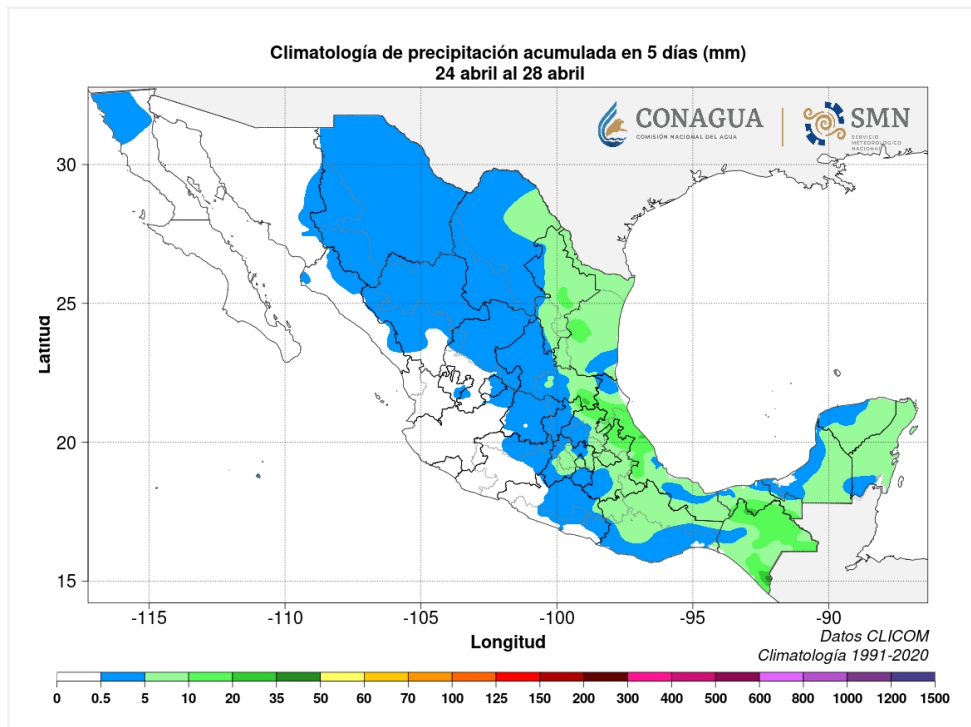 Climatología de precipitación acumulada en 5 días (mm)
24 abril al 28 abril
CONAGUA
COMISIÓN NACIONAL DEL AGUA
SMN
SERVICIO
METEOROLÓGICO
NACIONAL
30
25
20
15
Latitud
-115 -110 -105 -100 -95 -90
Longitud
Datos CLICOM
Climatología 1991-2020
0 0.5 5 10 20 35 50 60 70 100 125 150 200 300 400 500 600 800 1000 1200 1500